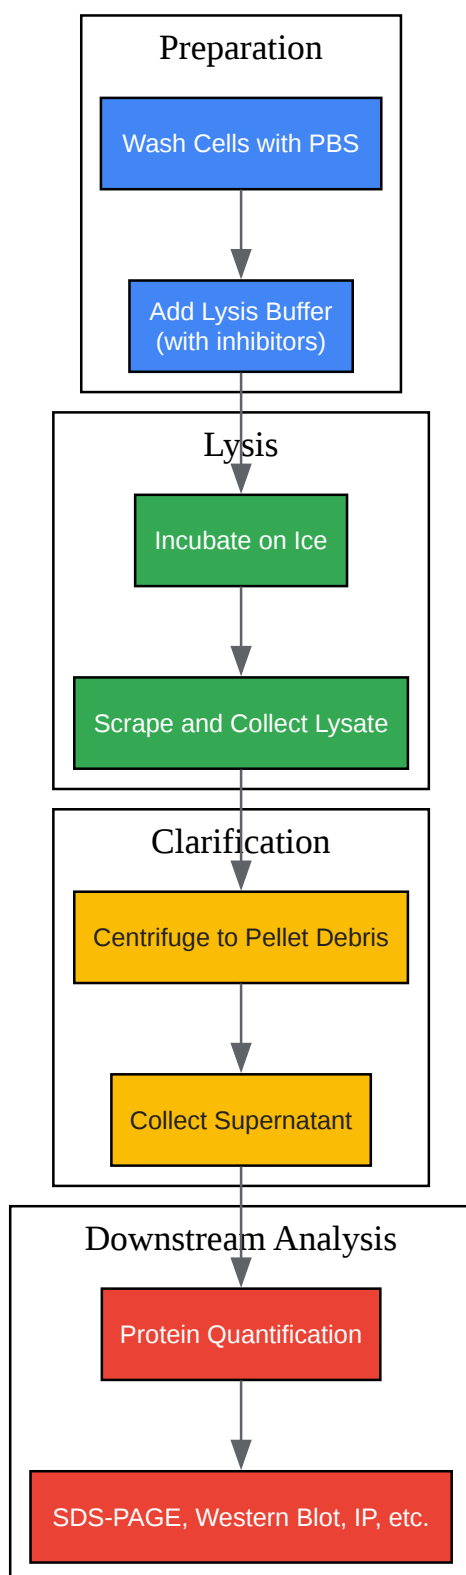 Preparation
Wash Cells with PBS
Add Lysis Buffer
(with inhibitors)
Lysis
Incubate on Ice
Scrape and Collect Lysate
Clarification
Centrifuge to Pellet Debris
Collect Supernatant
Downstream Analysis
Protein Quantification
SDS-PAGE, Western Blot, IP, etc.